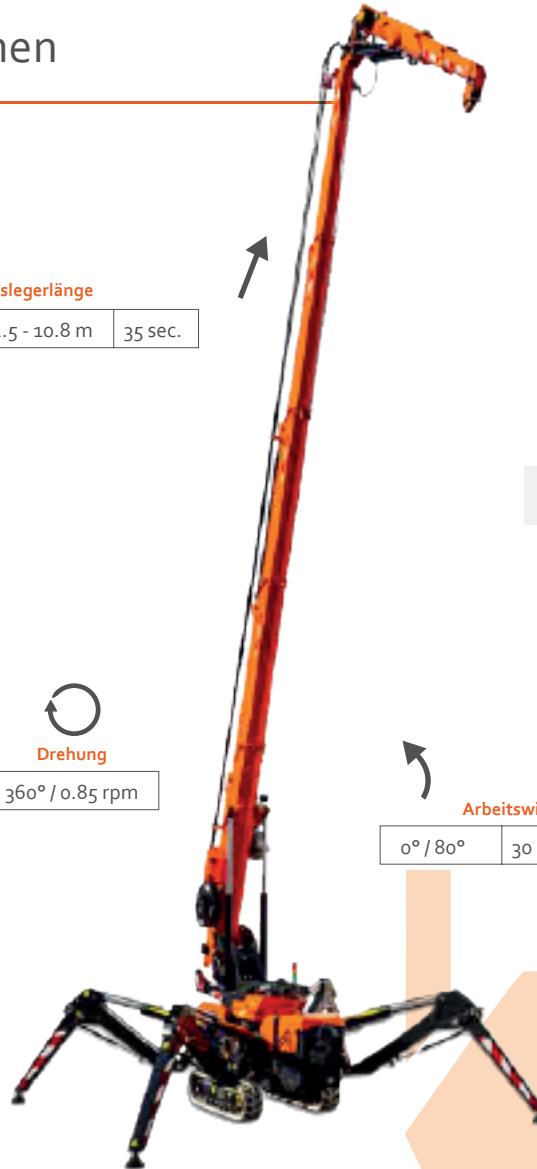 nen
slegerlänge
.5 - 10.8 m 35 sec.
Drehung
360° / 0.85 rpm
Arbeitswi
0° / 80° 30